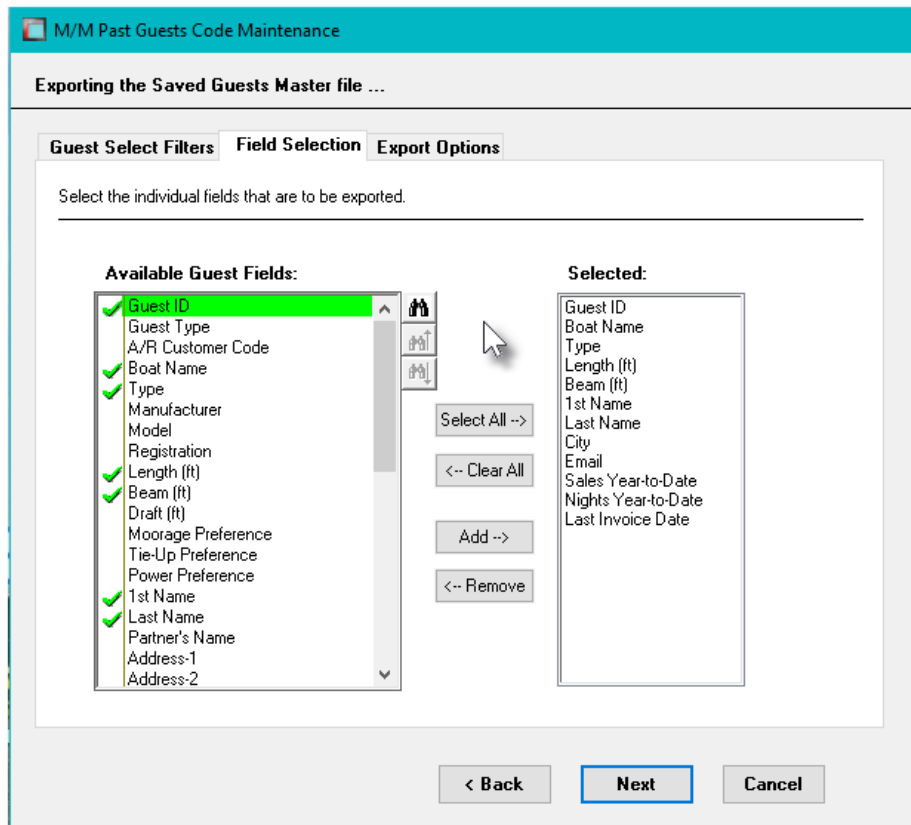 M/M Past Guests Code Maintenance
Exporting the Saved Guests Master file ...
Guest Select Filters
Field Selection
Export Options
Select the individual fields that are to be exported.
Available Guest Fields:
Guest ID
Guest Type
A/R Customer Code
Boat Name
Type
Manufacturer
Model
Registration
Length (ft)
Beam (ft)
Draft (ft)
Moorage Preference
Tie-Up Preference
Power Preference
1st Name
Last Name
Partner's Name
Address-1
Address-2
Select All -->
<-- Clear All
Add -->
<-- Remove
Selected:
Guest ID
Boat Name
Type
Length (ft)
Beam (ft)
1st Name
Last Name
City
Email
Sales Year-to-Date
Nights Year-to-Date
Last Invoice Date
< Back
Next
Cancel